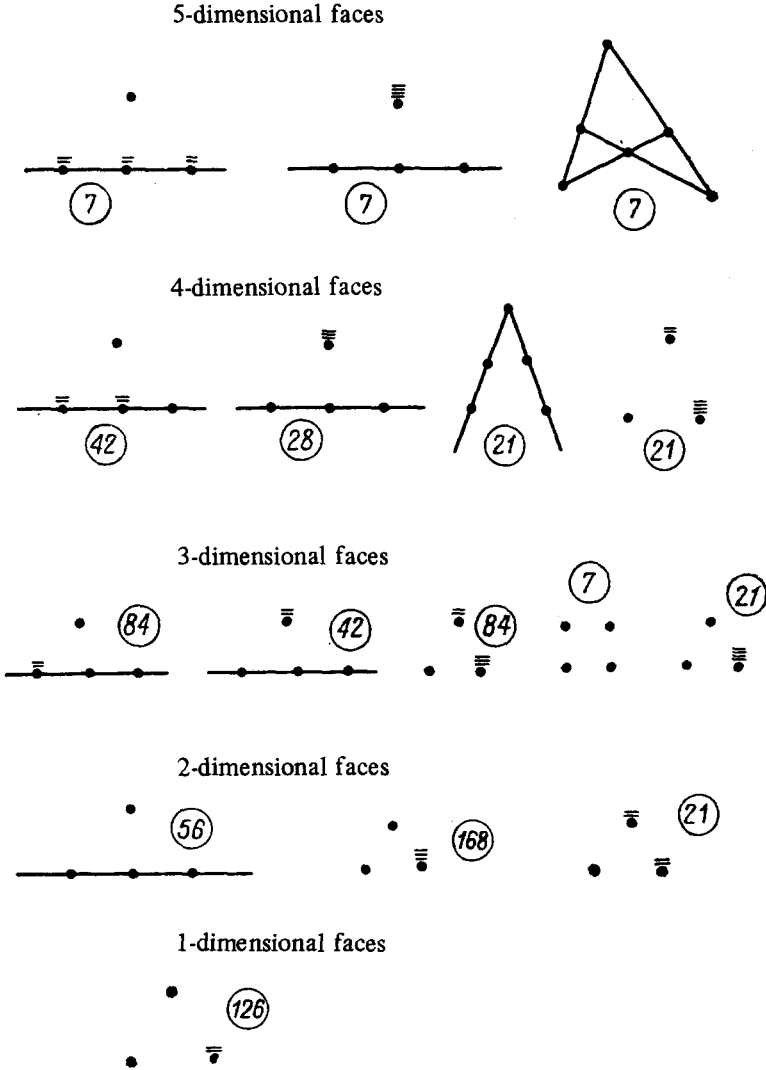 5-dimensional faces
7 7 7
4-dimensional faces
42 28 21 21
3-dimensional faces
84 42 84 7 21
2-dimensional faces
56 168 21
1-dimensional faces
126